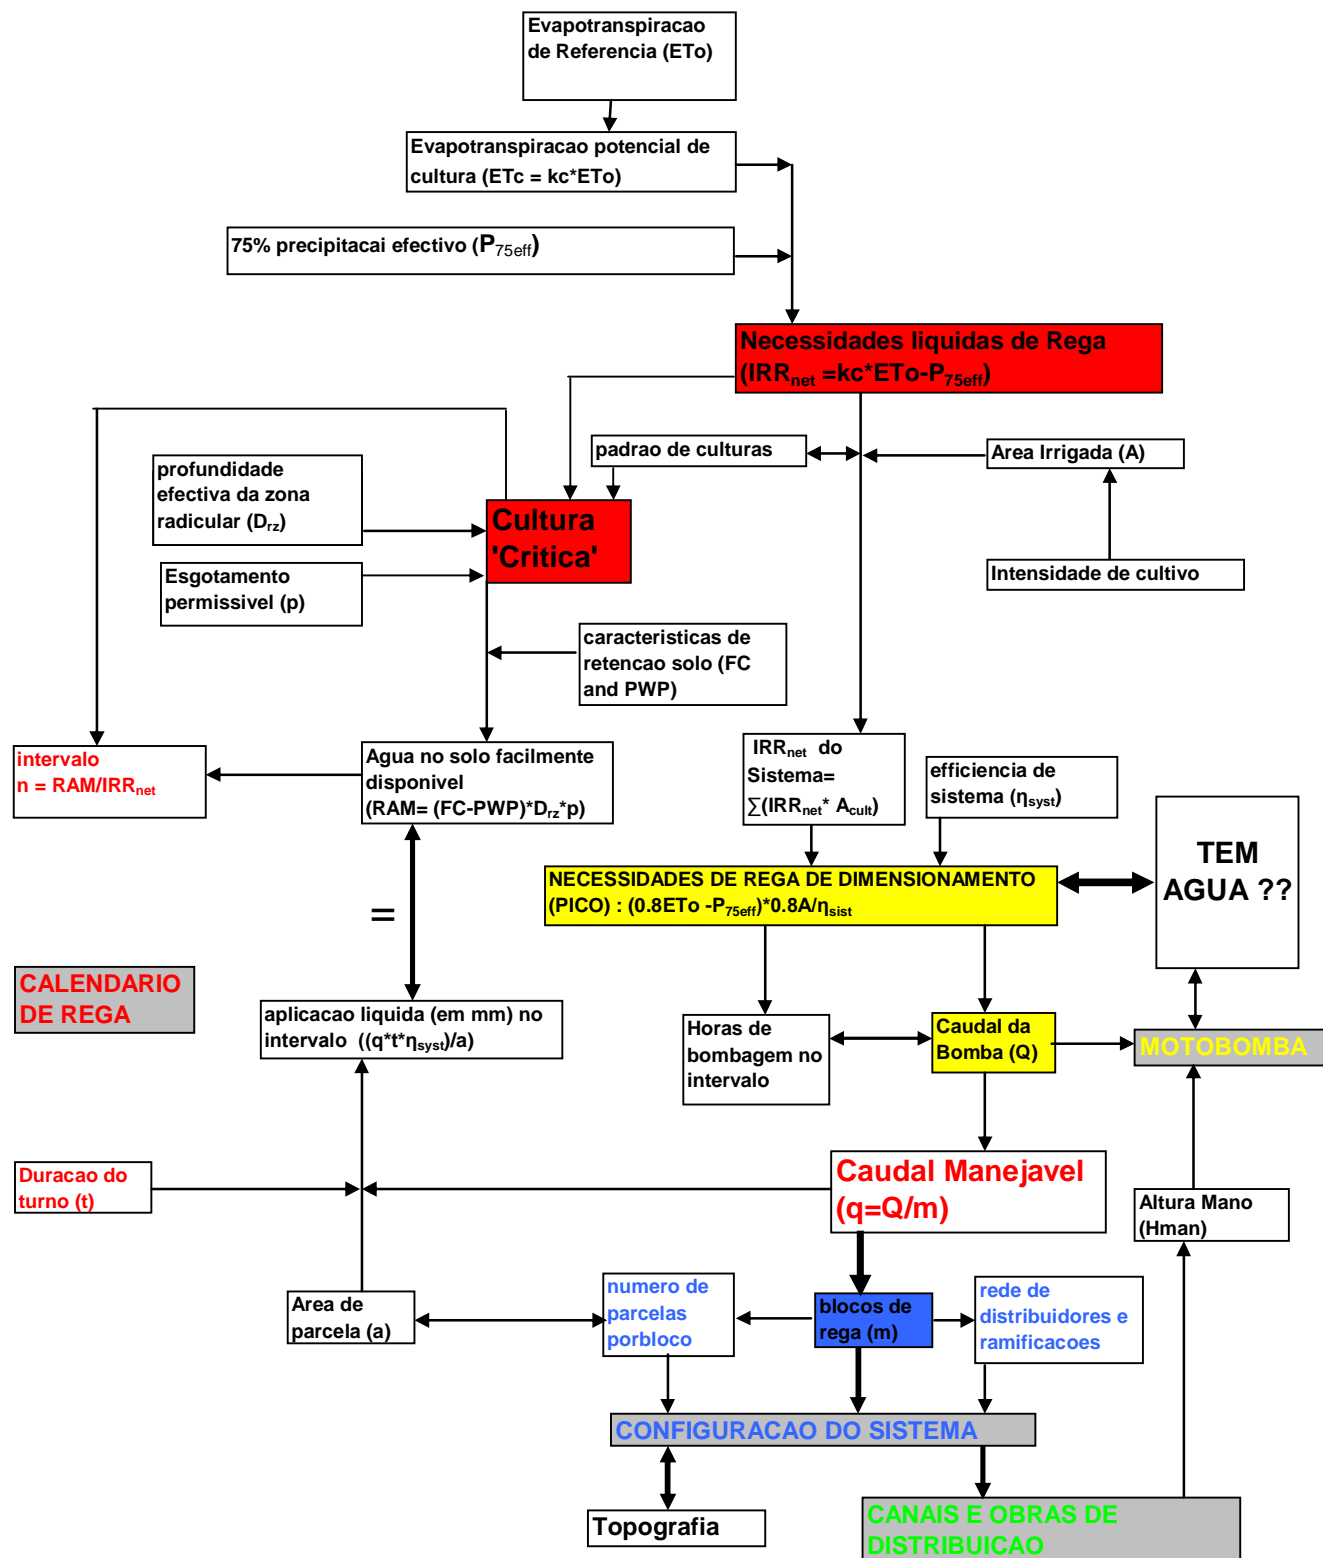 Evapotranspiracao
de Referencia (ETo)
Evapotranspiracao potencial de
cultura (ETc = kc*ETo)
75% precipitacai efectivo (P75eff)
Necessidades liquidas de Rega
(IRRnet =kc*ETo-P75eff)
padrao de culturas
Area Irrigada (A)
profundidade
efectiva da zona
radicular (Drz)
Cultura
'Critica'
Esgotamento
permissivel (p)
Intensidade de cultivo
caracteristicas de
retencao solo (FC
and PWP)
intervalo
n = RAM/IRRnet
Agua no solo facilmente
disponivel
(RAM= (FC-PWP)*Drz*p)
IRRnet do
Sistema=
∑(IRRnet* Acult)
efficiencia de
sistema (ηsyst)
TEM
AGUA ??
NECESSIDADES DE REGA DE DIMENSIONAMENTO
(PICO) : (0.8ETo -P75eff)*0.8A/ηsist
=
CALENDARIO
DE REGA
aplicacao liquida (em mm) no
intervalo ((q*t*ηsyst)/a)
Horas de
bombagem no
intervalo
Caudal da
Bomba (Q)
MOTOBOMBA
Duracao do
turno (t)
Caudal Manejavel
(q=Q/m)
Altura Mano
(Hman)
Area de
parcela (a)
numero de
parcelas
porbloco
blocos de
rega (m)
rede de
distribuidores e
ramificacoes
CONFIGURACAO DO SISTEMA
Topografia
CANAIS E OBRAS DE
DISTRIBUICAO